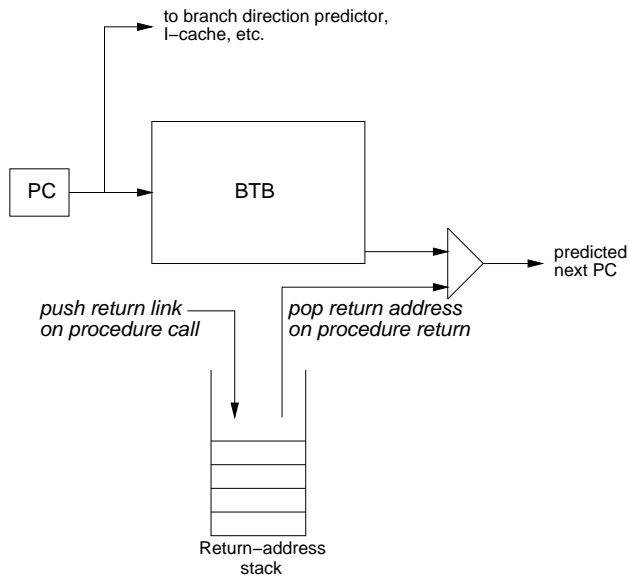 to branch direction predictor,
I−cache, etc.
PC
BTB
predicted
next PC
push return link
on procedure call
pop return address
on procedure return
Return−address
stack